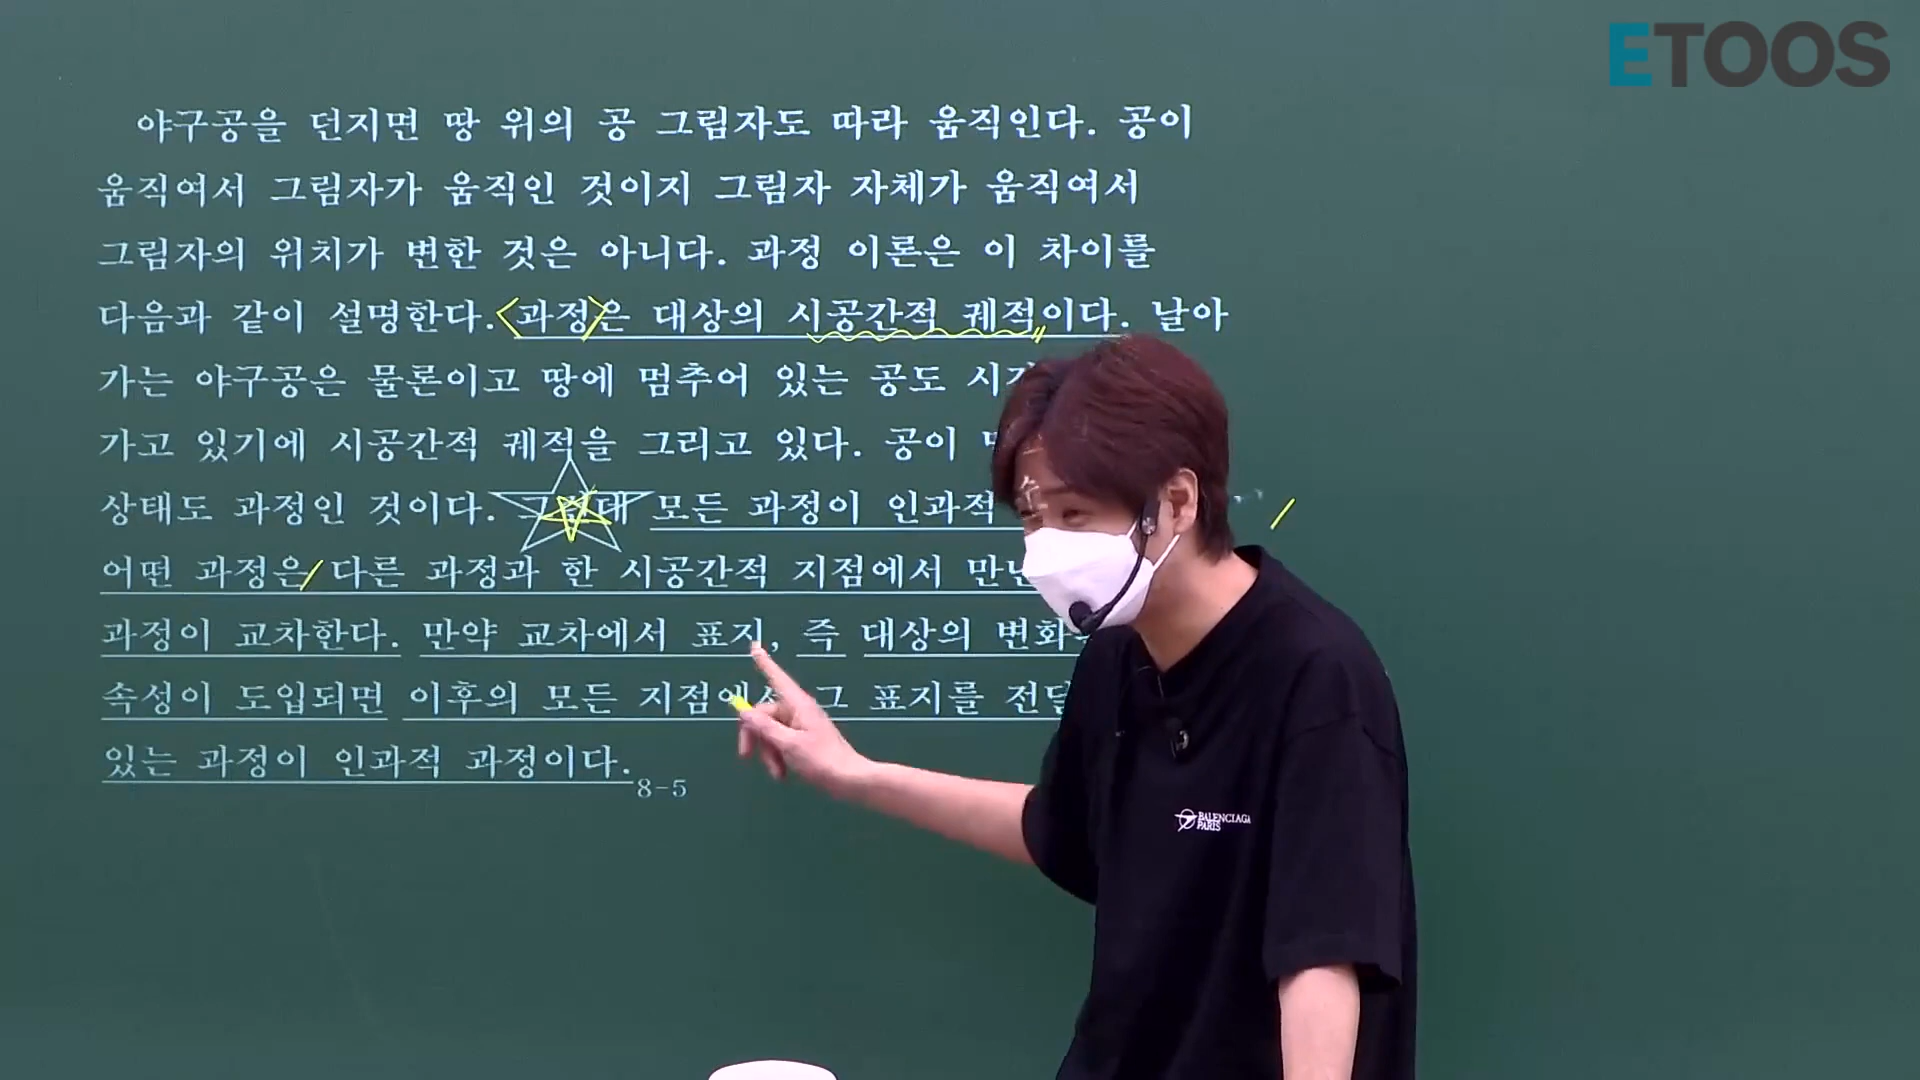 ETOOS
야구공을 던지면 땅 위의 공 그림자도 따라 움직인다. 공이
움직여서 그림자가 움직인 것이지 그림자 자체가 움직여서
그림자의 위치가 변한 것은 아니다. 과정 이론은 이 차이를
다음과 같이 설명한다. <과정>은 대상의 시공간적 궤적이다. 날아
가는 야구공은 물론이고 땅에 멈추어 있는 공도
가고 있기에 시공간적 궤적을 그리고 있다. 공이
상태도 과정인 것이다. 모든 과정이 인과적
어떤 과정은 다른 과정과 한 시공간적 지점에서
과정이 교차한다. 만약 교차에서 표지, 즉 대상의
속성이 도입되면 이후의 모든 지점에서 그 표지를
있는 과정이 인과적 과정이다.
8-5
BALENCIAGA
PARIS